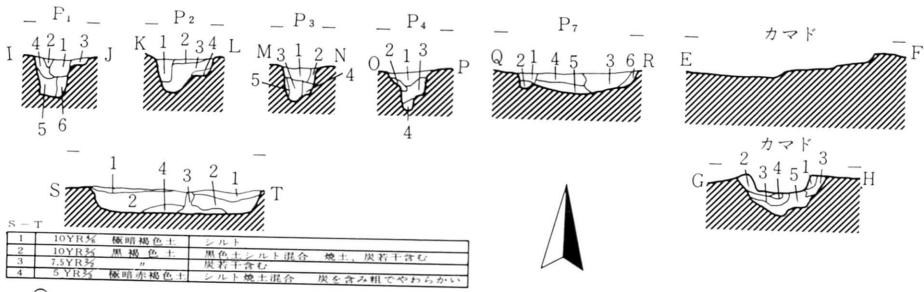 P1 P2 P3 P4 P7 カマド
I 4 2 1 3 J K 1 2 3 4 L M 3 1 2 N O 2 1 3 P Q 2 1 4 5 3 6 R E F
5 4
5 6 4
カマド
S 1 4 3 2 1 T G 2 3 4 1 3 H
2 5
S-T
1 10YR 極暗褐色土 シルト
2 10YR 黒褐色土 黒色土シルト混合 焼土,炭若干含む
3 7.5YR 〃 炭若干含む
4 5YR 極暗赤褐色土 シルト焼土混合 炭を含み粗でやわらかい